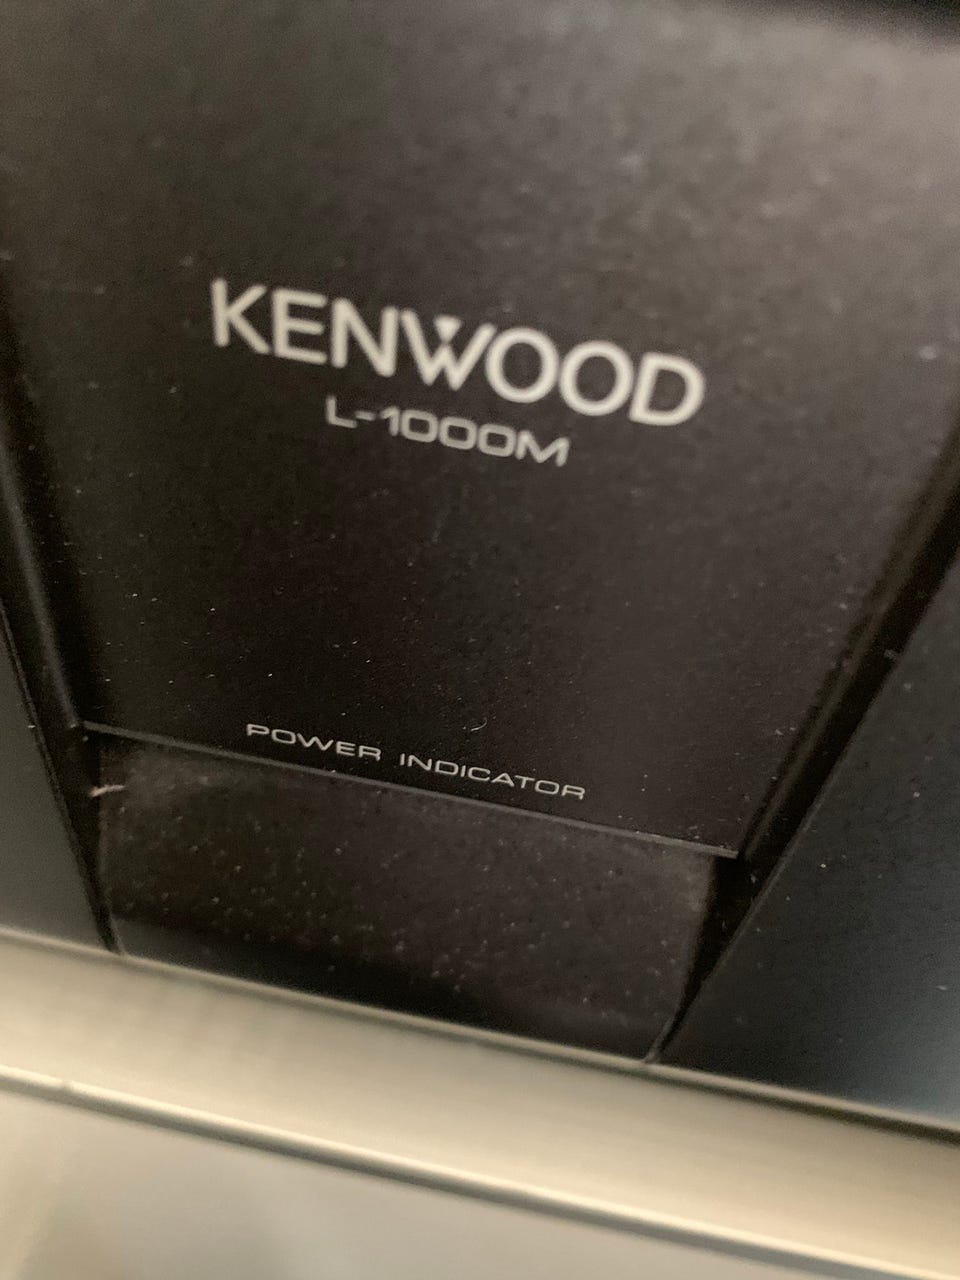 KENWOOD
L-1000M
POWER INDICATOR